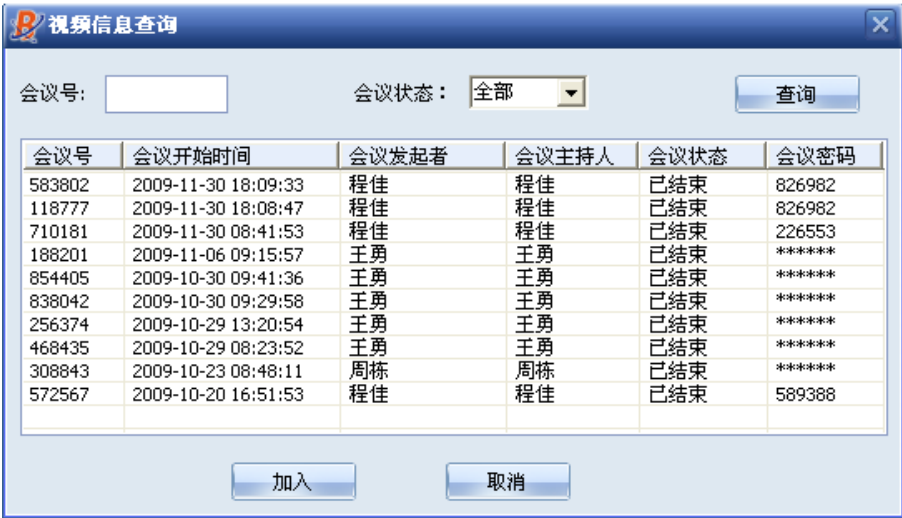 视频信息查询
会议号: 会议状态： 全部 查询
会议号 会议开始时间 会议发起者 会议主持人 会议状态 会议密码
583802 2009-11-30 18:09:33 程佳 程佳 已结束 826982
118777 2009-11-30 18:08:47 程佳 程佳 已结束 826982
710181 2009-11-30 08:41:53 程佳 程佳 已结束 226553
188201 2009-11-06 09:15:57 王勇 王勇 已结束 ******
854405 2009-10-30 09:41:36 王勇 王勇 已结束 ******
838042 2009-10-30 09:29:58 王勇 王勇 已结束 ******
256374 2009-10-29 13:20:54 王勇 王勇 已结束 ******
468435 2009-10-29 08:23:52 王勇 王勇 已结束 ******
308843 2009-10-23 08:48:11 周栋 周栋 已结束 ******
572567 2009-10-20 16:51:53 程佳 程佳 已结束 589388
加入 取消